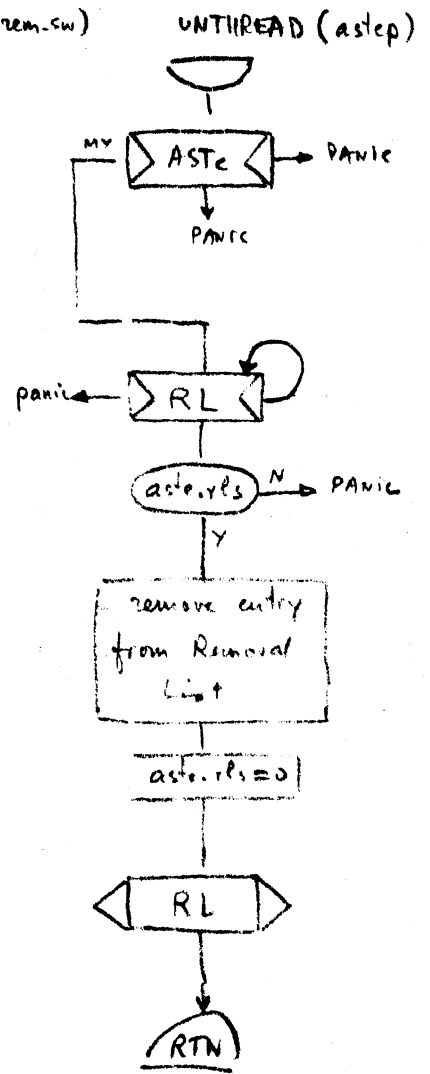 rem-sw) UNTHREAD (astep)
MY ASTe PANIC
PANIC
panic RL
aste.rls N PANIC
Y
remove entry
from Removal
List
aste.rls=0
RL
RTN